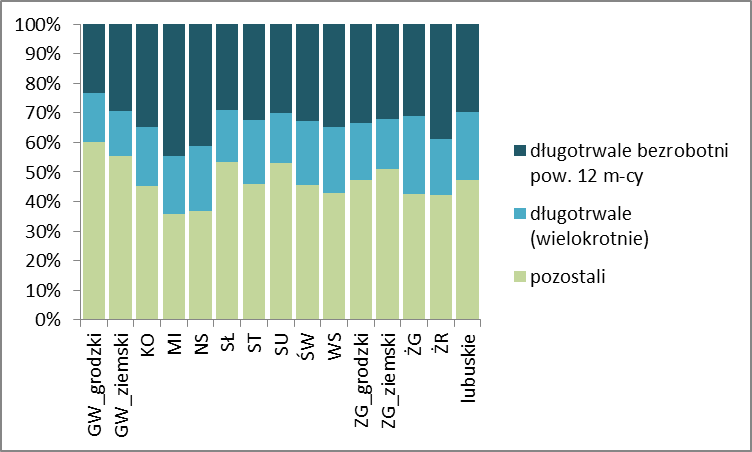 100%
90%
80%
70%
60%
50%
40%
30%
20%
10%
0%
GW_grodzki
GW_ziemski
KO
MI
NS
SŁ
ST
SU
ŚW
WS
ZG_grodzki
ZG_ziemski
ŻG
ŻR
lubuskie
długotrwale bezrobotni
pow. 12 m-cy
długotrwale
(wielokrotnie)
pozostali